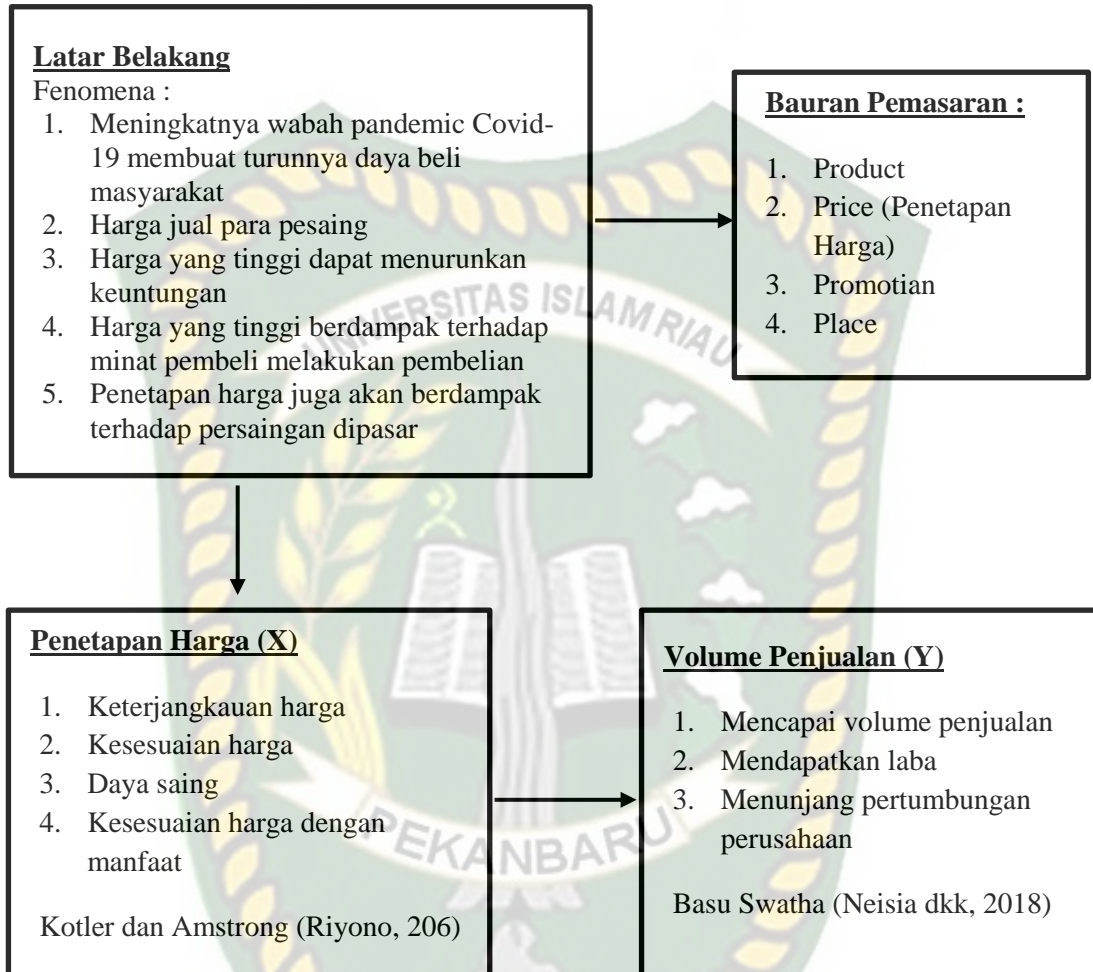 Latar Belakang
Fenomena :
1. Meningkatnya wabah pandemic Covid-
19 membuat turunnya daya beli
masyarakat
2. Harga jual para pesaing
3. Harga yang tinggi dapat menurunkan
keuntungan
4. Harga yang tinggi berdampak terhadap
minat pembeli melakukan pembelian
5. Penetapan harga juga akan berdampak
terhadap persaingan dipasar
Bauran Pemasaran :
1. Product
2. Price (Penetapan
Harga)
3. Promotian
4. Place
UNIVERSITAS ISLAM RIAU
Penetapan Harga (X)
1. Keterjangkauan harga
2. Kesesuaian harga
3. Daya saing
4. Kesesuaian harga dengan
manfaat
Kotler dan Amstrong (Riyono, 206)
Volume Penjualan (Y)
1. Mencapai volume penjualan
2. Mendapatkan laba
3. Menunjang pertumbungan
perusahaan
Basu Swatha (Neisia dkk, 2018)
PEKANBARU